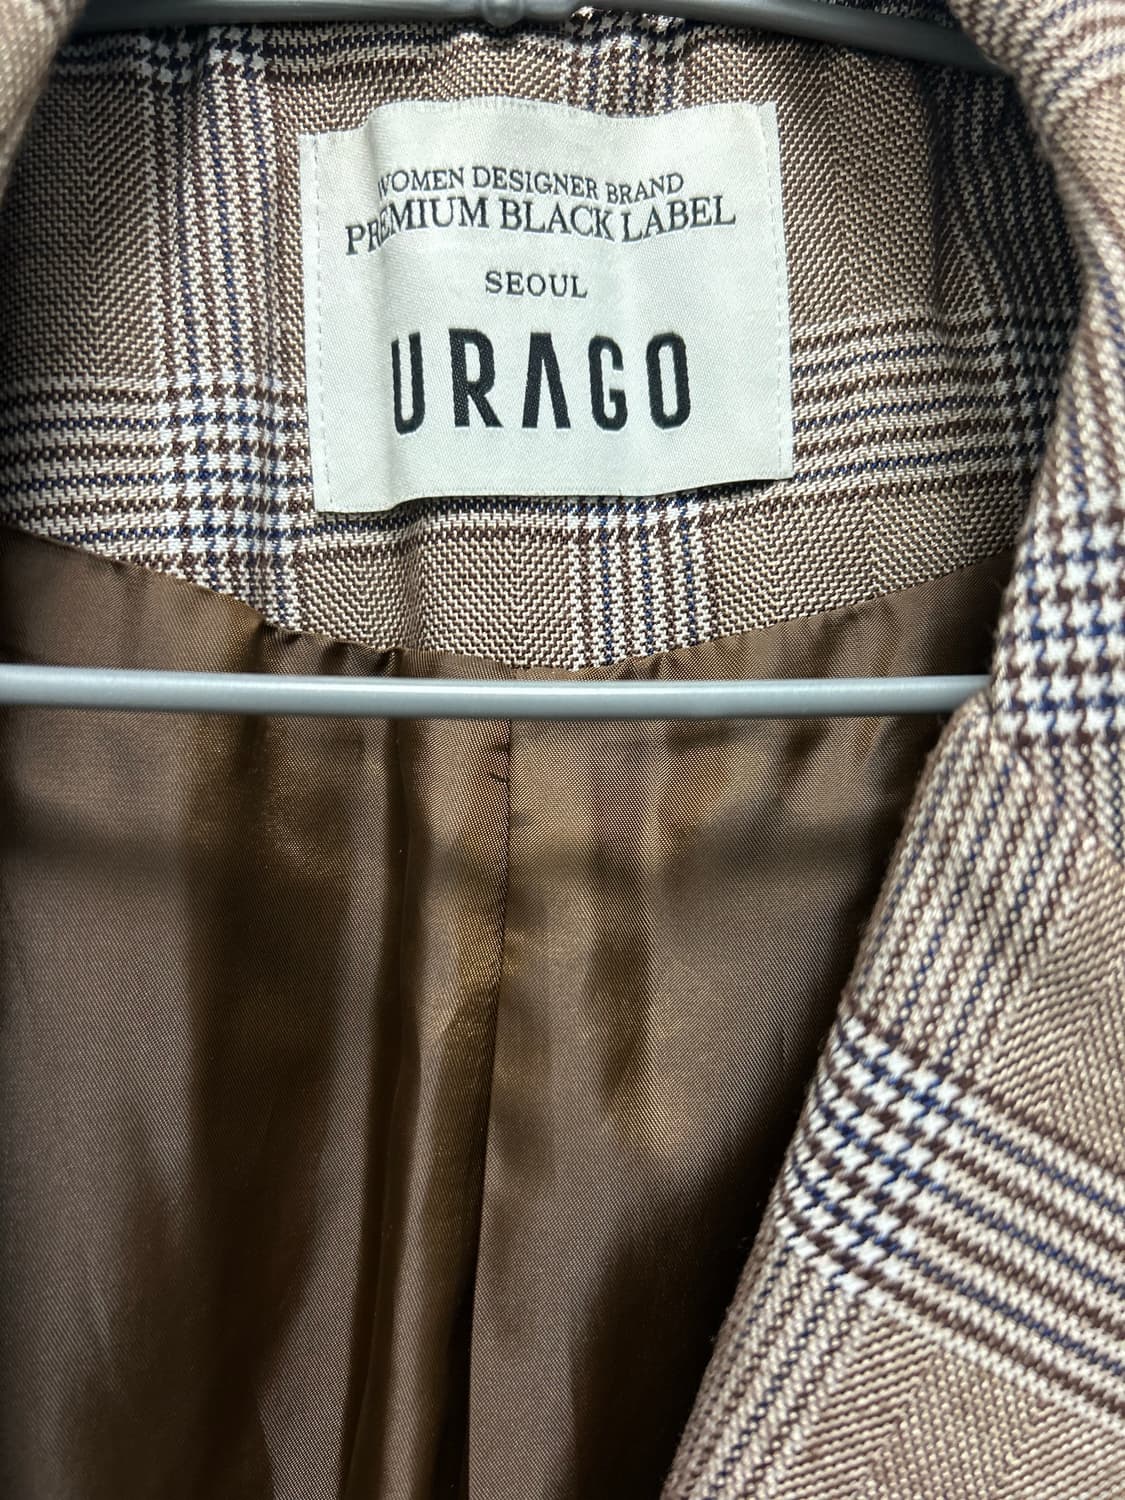 WOMEN DESIGNER BRAND
PREMIUM BLACK LABEL
SEOUL
URAGO